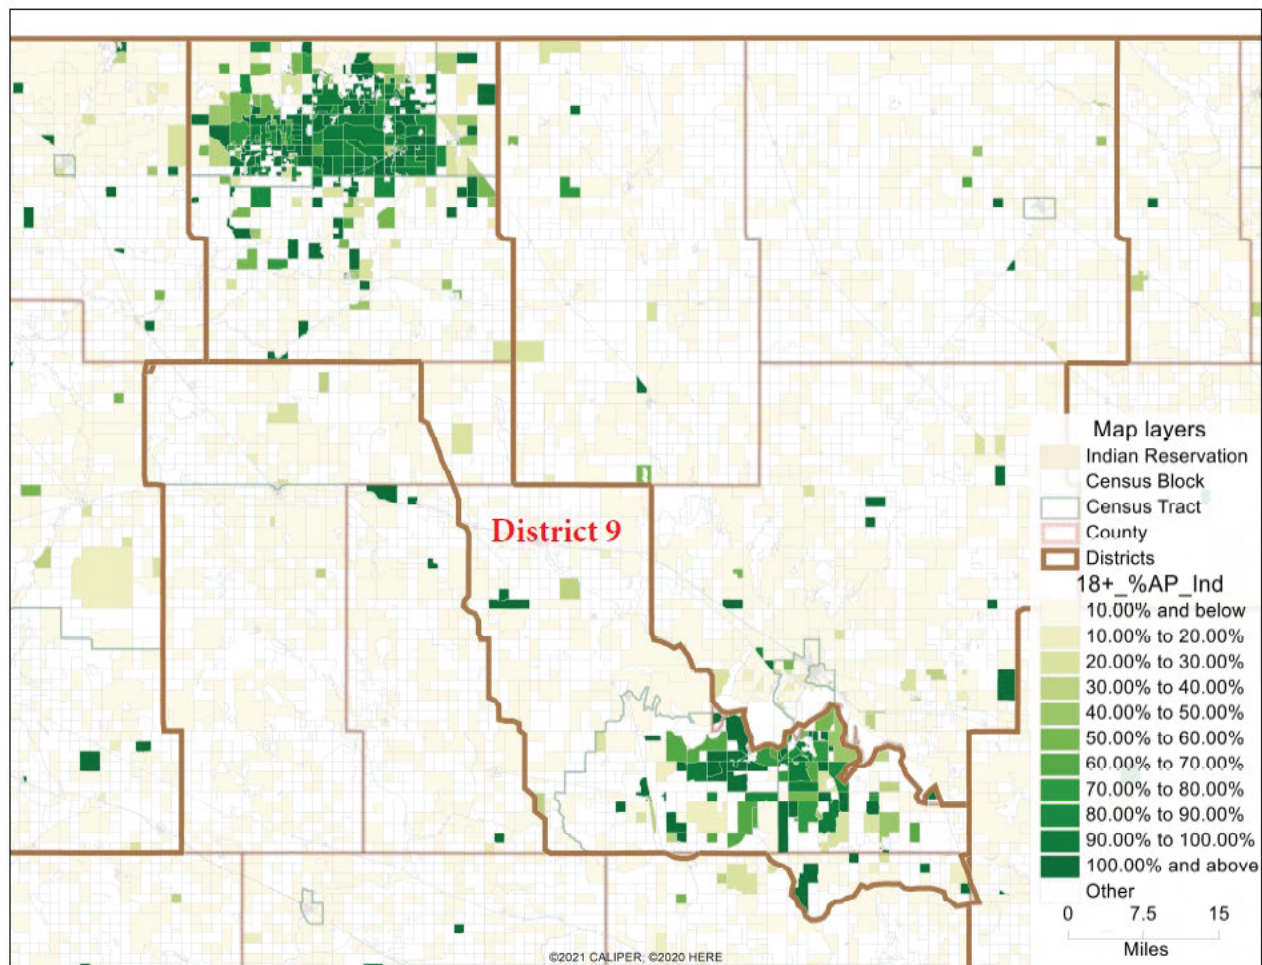 District 9
Map layers
Indian Reservation
Census Block
Census Tract
County
Districts
18+_%AP_Ind
10.00% and below
10.00% to 20.00%
20.00% to 30.00%
30.00% to 40.00%
40.00% to 50.00%
50.00% to 60.00%
60.00% to 70.00%
70.00% to 80.00%
80.00% to 90.00%
90.00% to 100.00%
100.00% and above
Other
0 7.5 15
Miles
©2021 CALIPER; ©2020 HERE